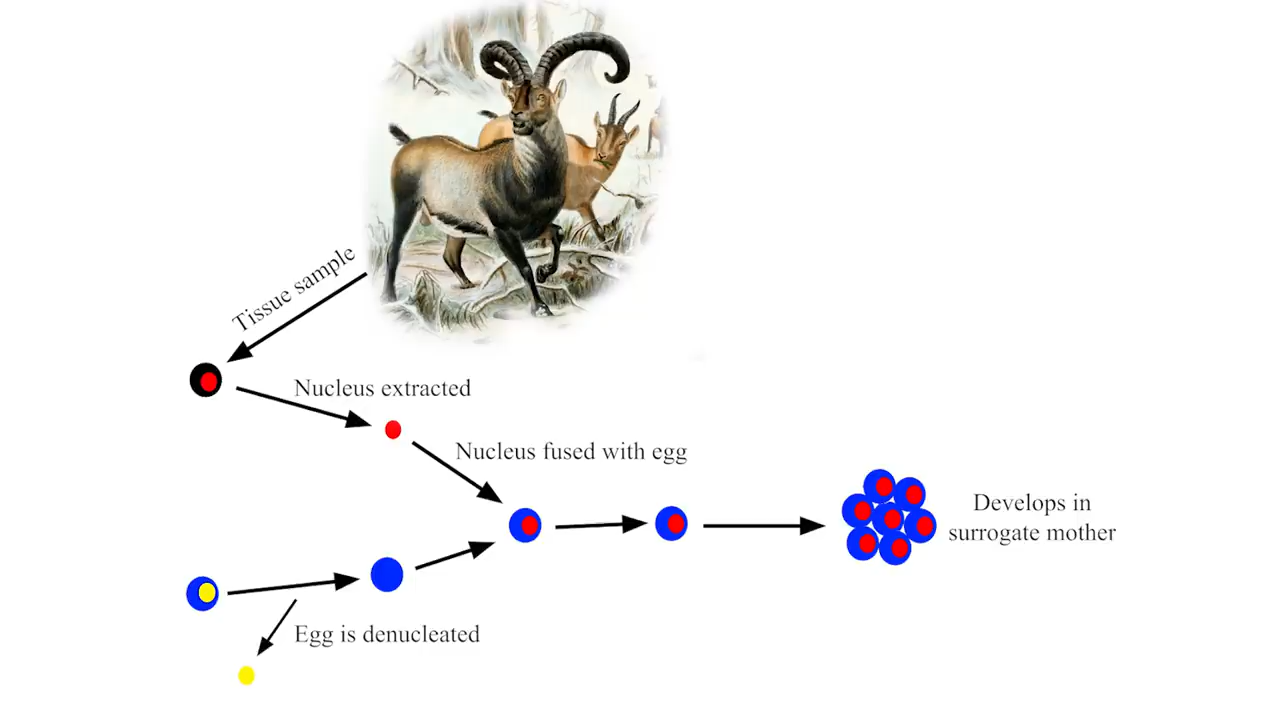 Tissue sample
Nucleus extracted
Nucleus fused with egg
Develops in
surrogate mother
Egg is denucleated